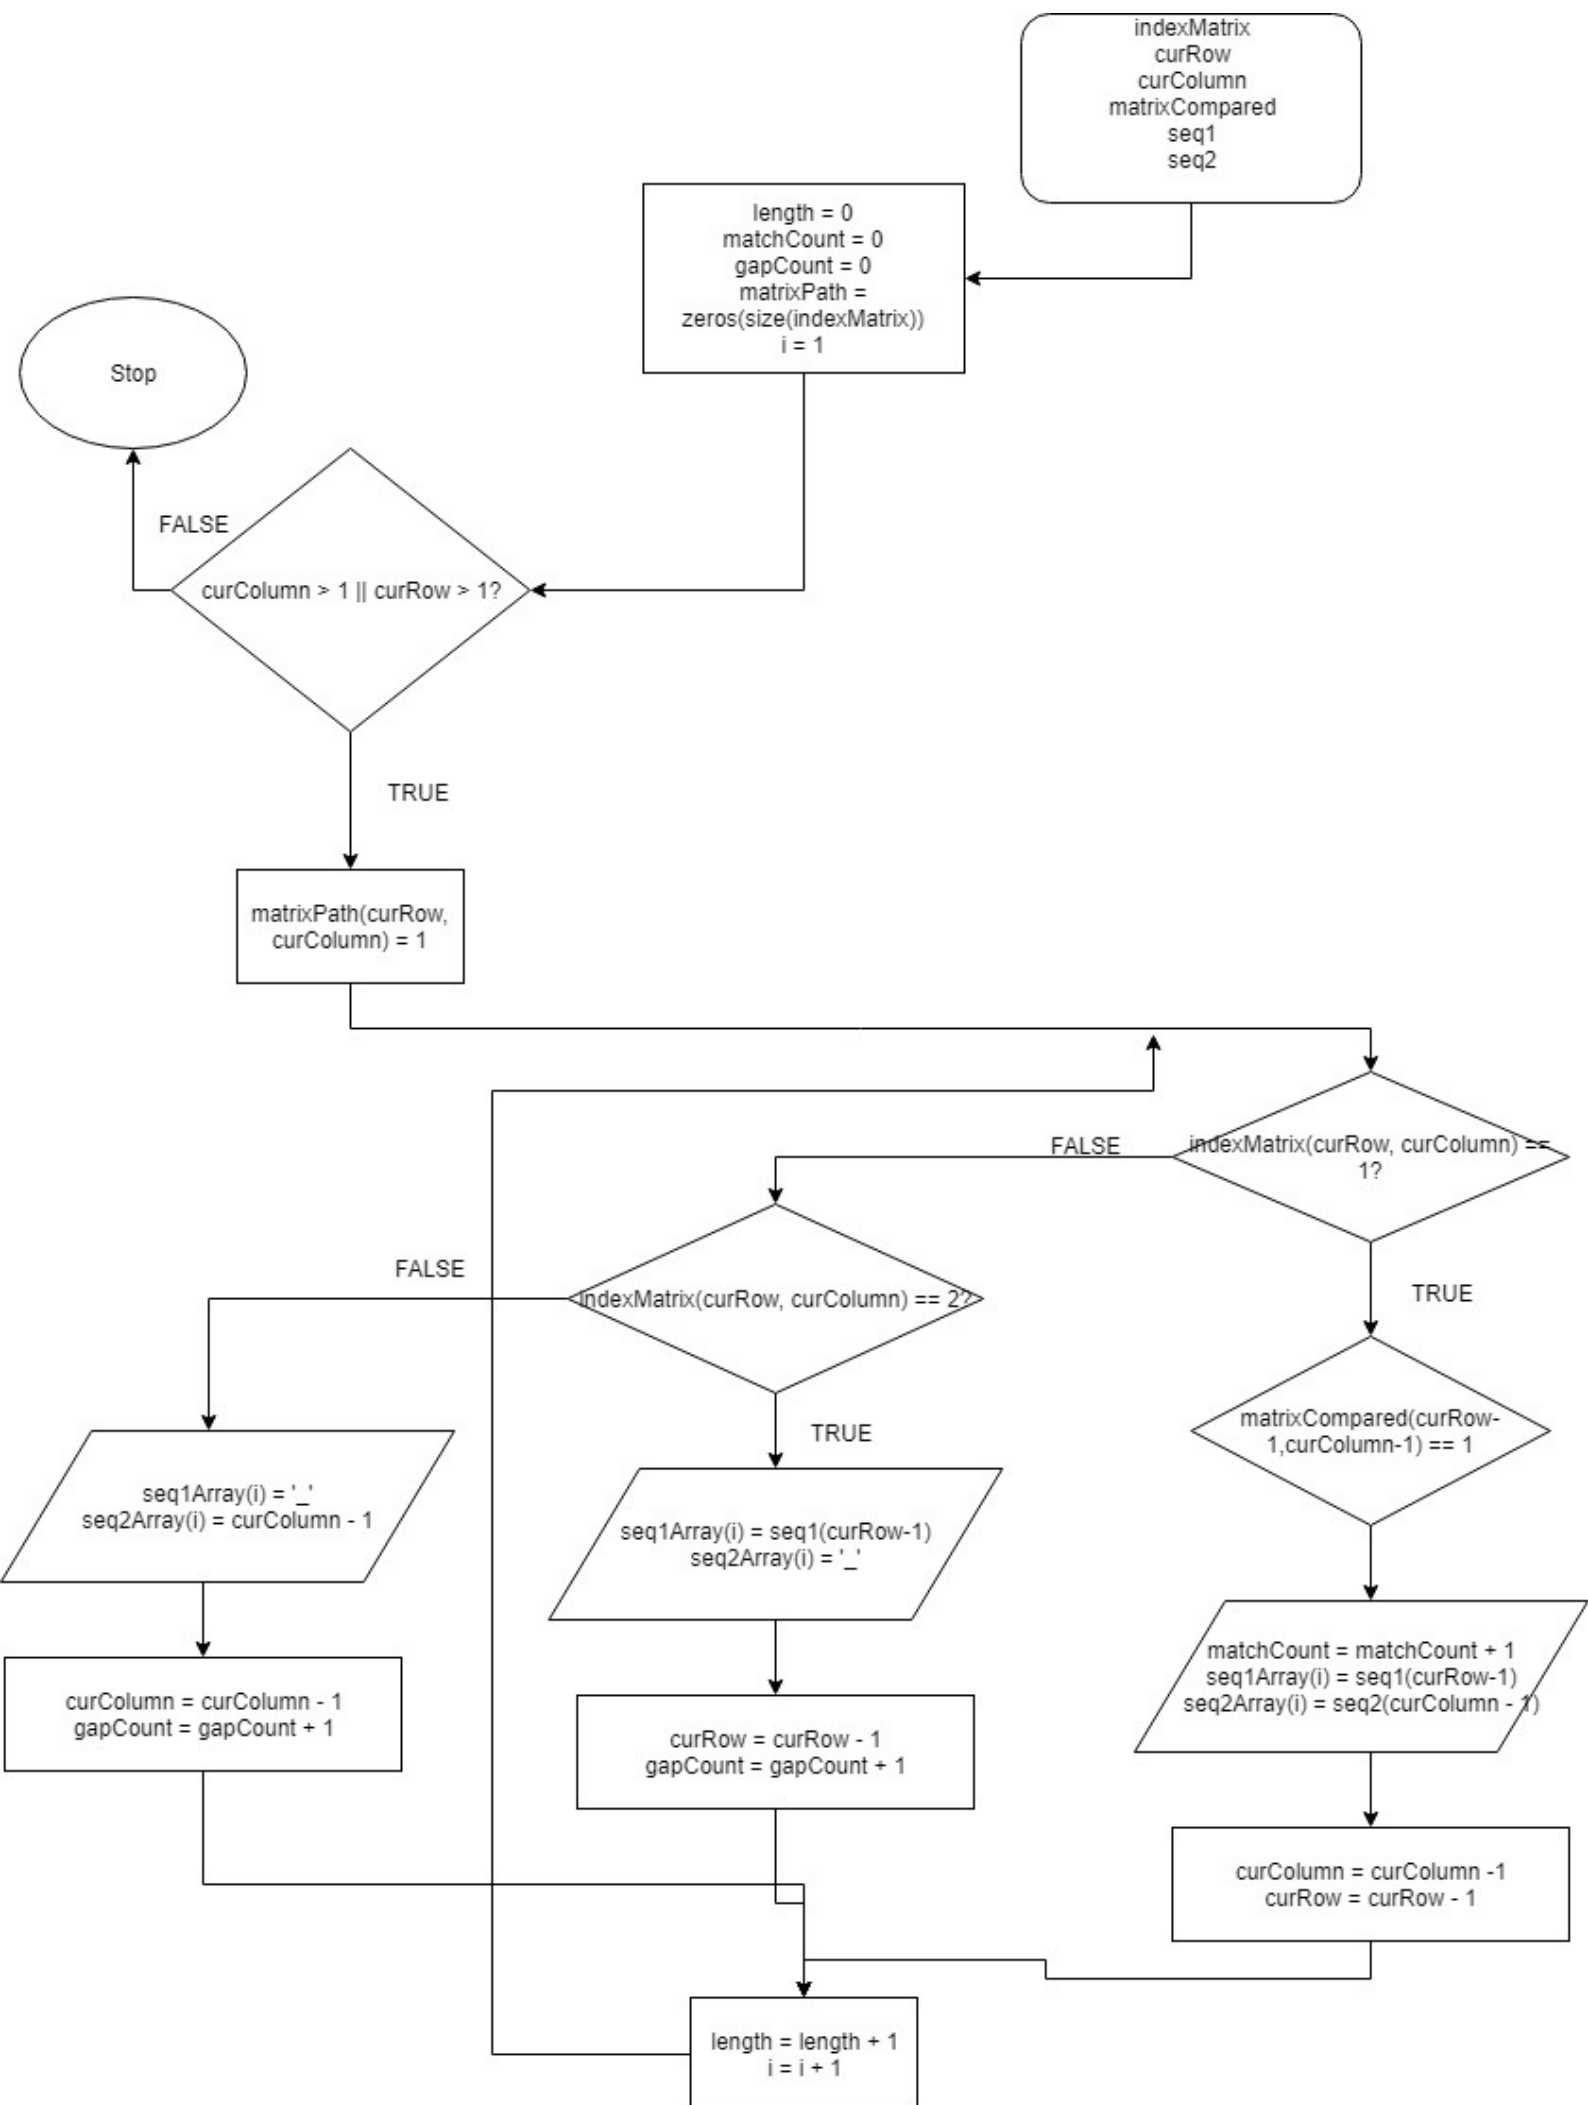 indexMatrix
curRow
curColumn
matrixCompared
seq1
seq2
length = 0
matchCount = 0
gapCount = 0
matrixPath =
zeros(size(indexMatrix))
i = 1
Stop
FALSE
curColumn > 1 || curRow > 1?
TRUE
matrixPath(curRow,
curColumn) = 1
FALSE
indexMatrix(curRow, curColumn) ==
1?
FALSE
indexMatrix(curRow, curColumn) == 2?
TRUE
TRUE
matrixCompared(curRow-
1,curColumn-1) == 1
seq1Array(i) = '_'
seq2Array(i) = curColumn - 1
seq1Array(i) = seq1(curRow-1)
seq2Array(i) = '_'
matchCount = matchCount + 1
seq1Array(i) = seq1(curRow-1)
seq2Array(i) = seq2(curColumn - 1)
curColumn = curColumn - 1
gapCount = gapCount + 1
curRow = curRow - 1
gapCount = gapCount + 1
curColumn = curColumn -1
curRow = curRow - 1
length = length + 1
i = i + 1